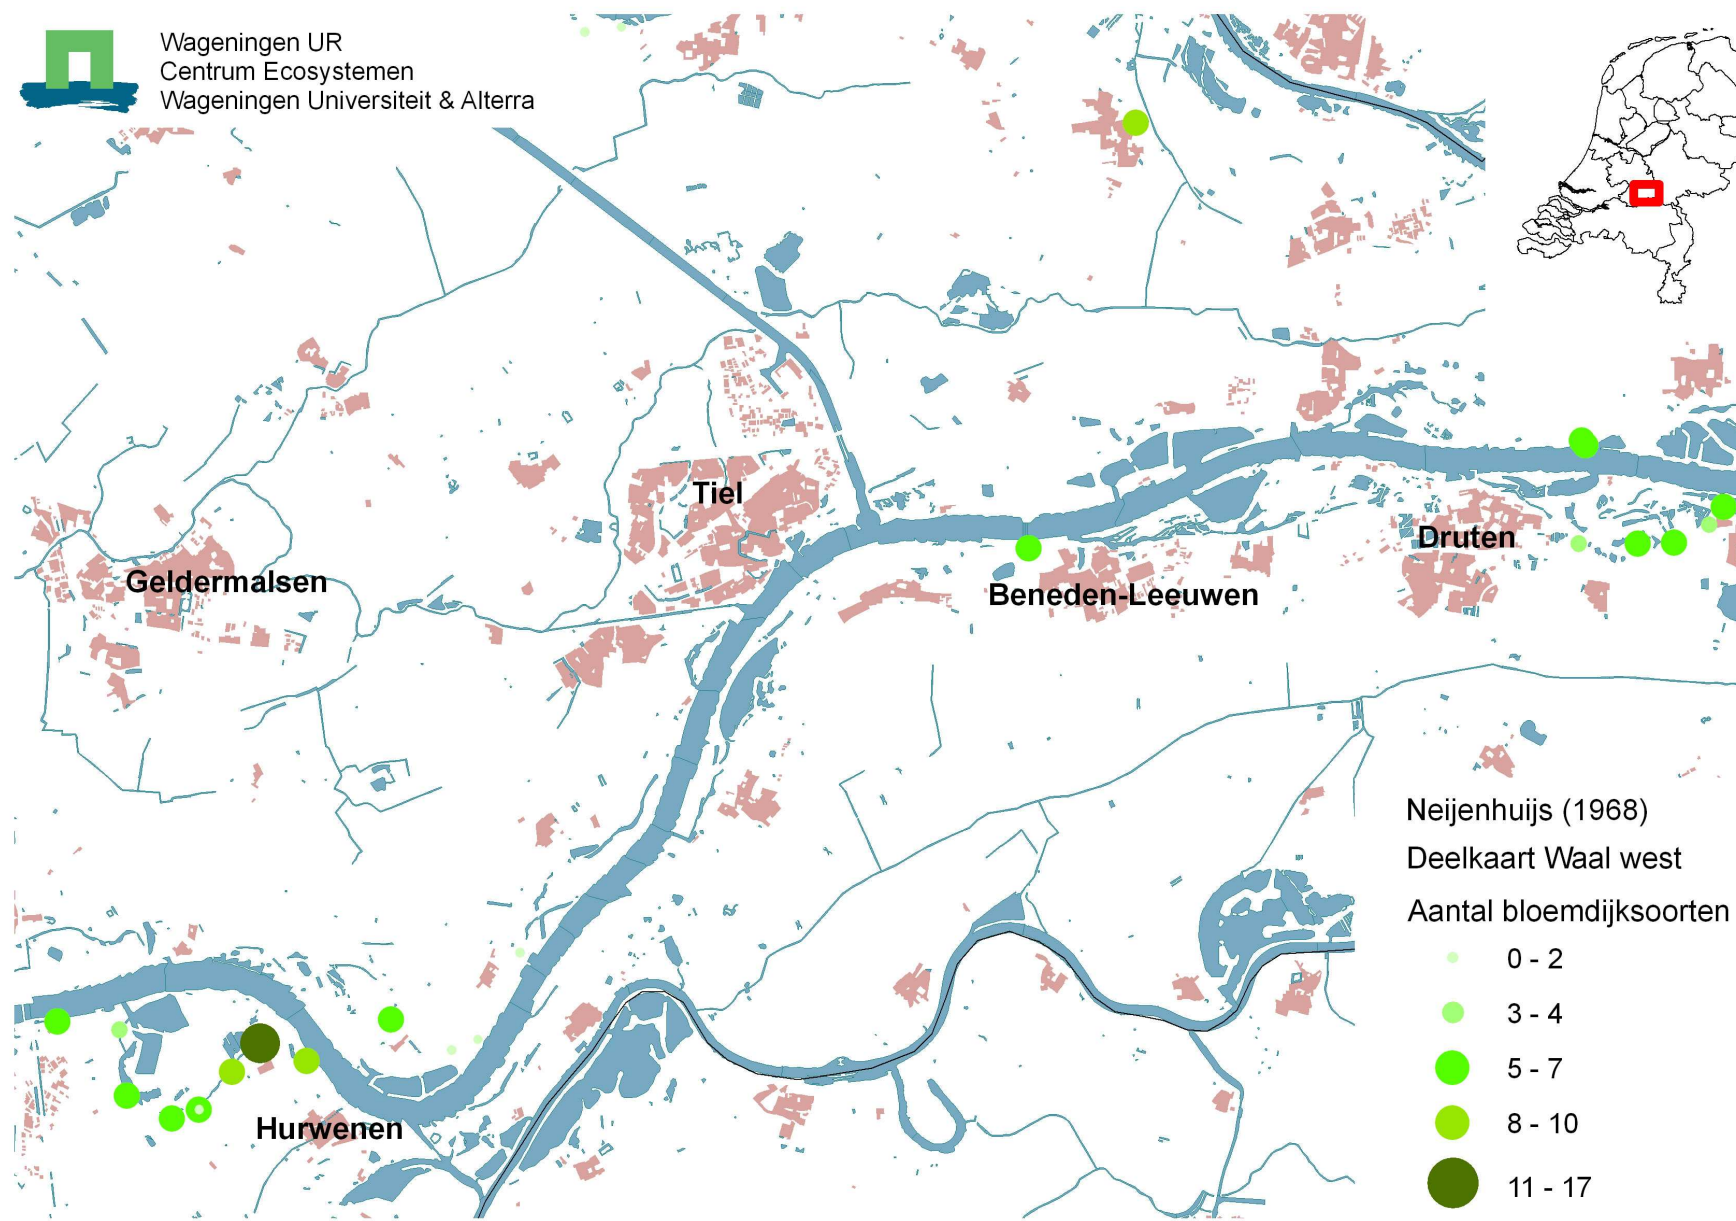 Wageningen UR
Centrum Ecosystemen
Wageningen Universiteit & Alterra
Tiel
Druten
Geldermalsen
Beneden-Leeuwen
Hurwenen
Neijenhuijs (1968)
Deelkaart Waal west
Aantal bloemdijksoorten
0 - 2
3 - 4
5 - 7
8 - 10
11 - 17